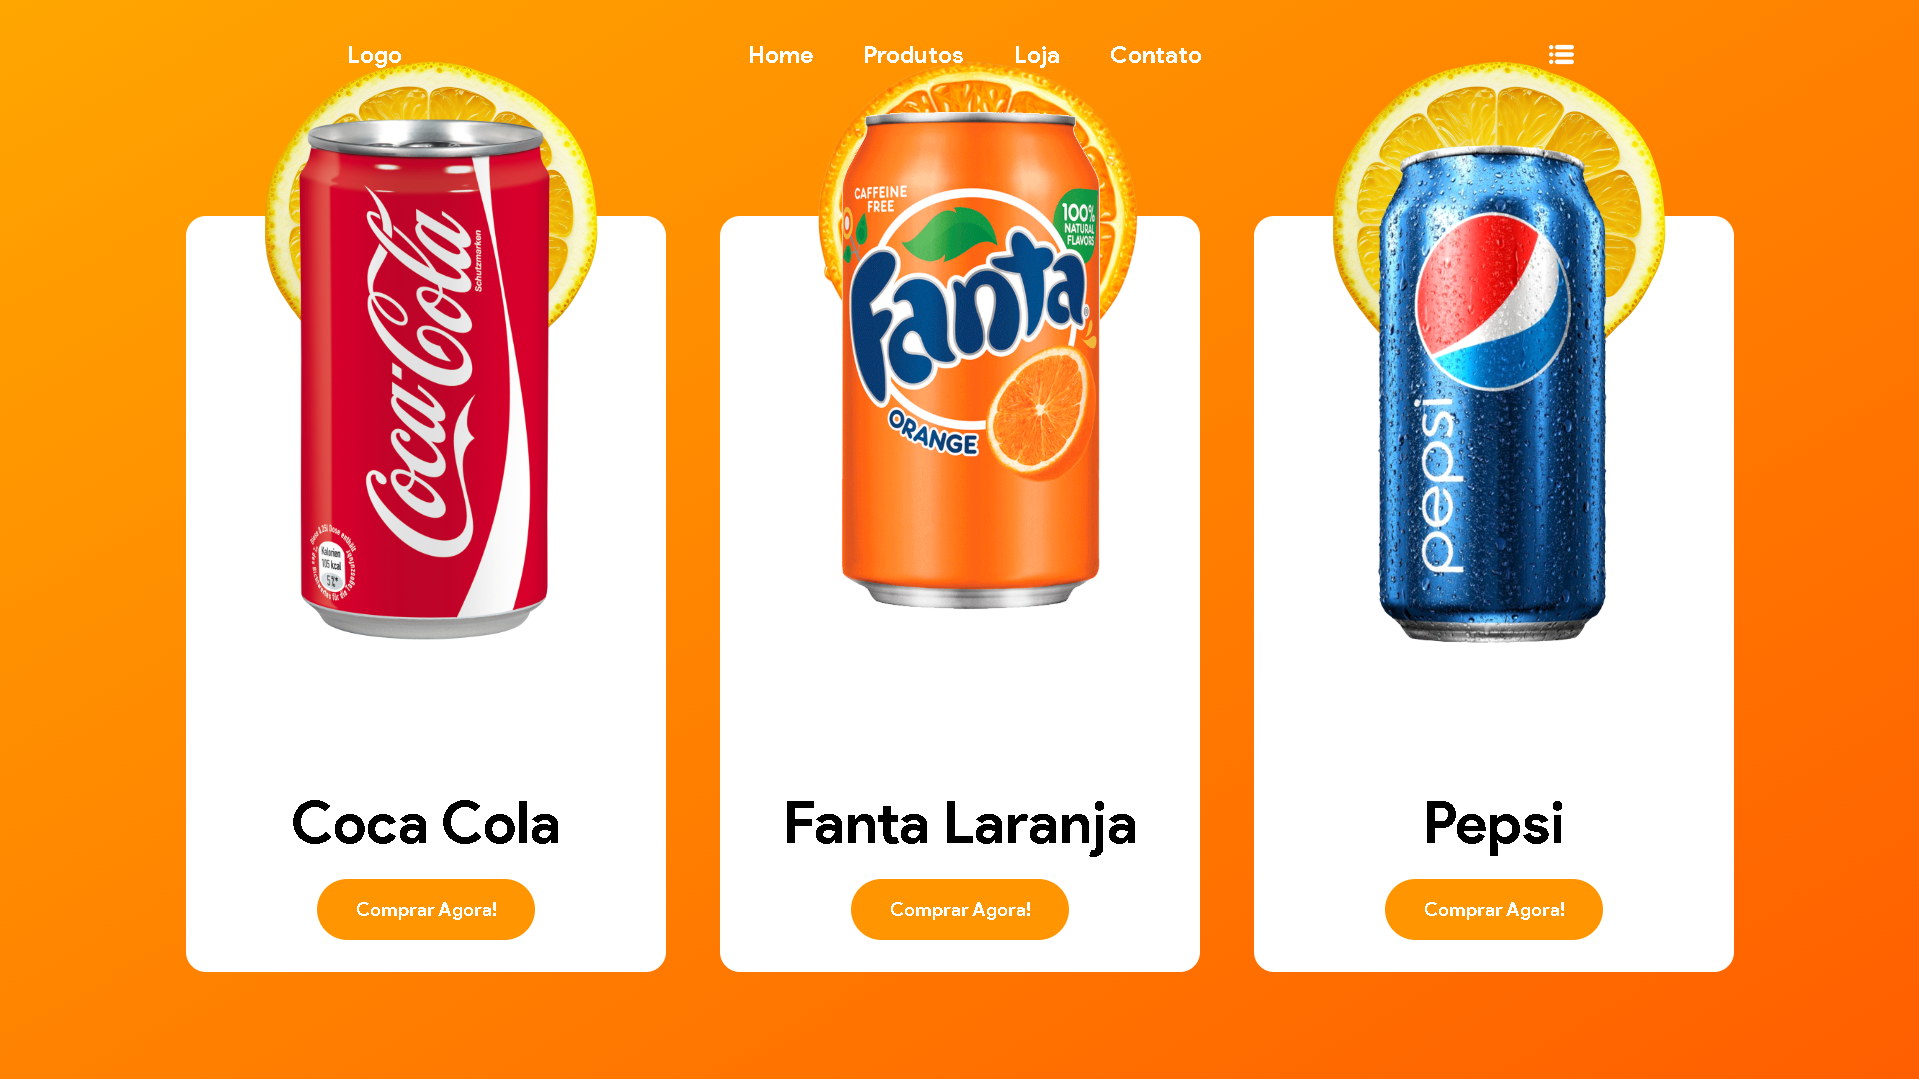 Logo
Home
Produtos
Loja
Contato
Coca-Cola
Schutzmarken
Kalorien
105 kcal
5%*
CAFFEINE
FREE
100%
NATURAL
FLAVORS
Fanta®
ORANGE
pepsi
Coca Cola
Fanta Laranja
Pepsi
Comprar Agora!
Comprar Agora!
Comprar Agora!